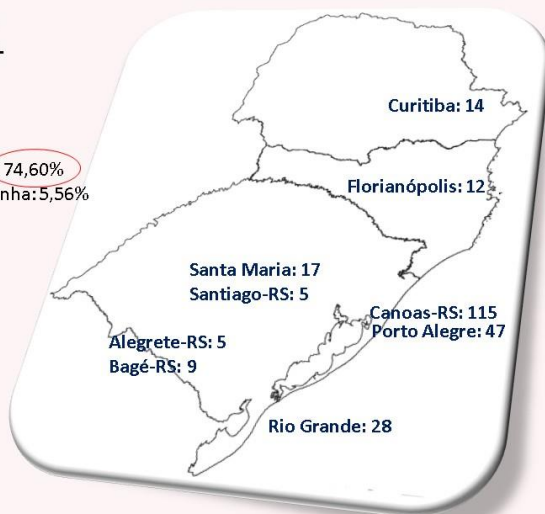 74,60%
nha: 5,56%
Curitiba: 14
Florianópolis: 12
Santa Maria: 17
Santiago-RS: 5
Canoas-RS: 115
Porto Alegre: 47
Alegrete-RS: 5
Bagé-RS: 9
Rio Grande: 28